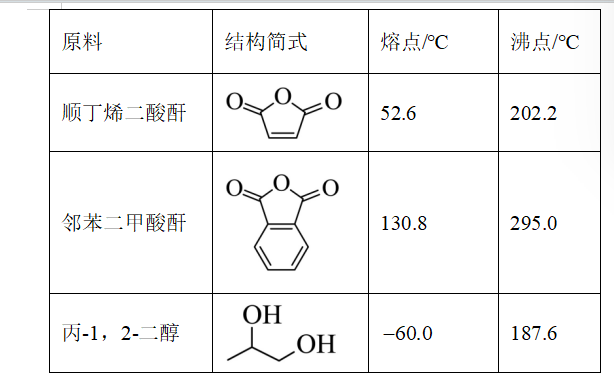 原料 结构简式 熔点/℃ 沸点/℃
顺丁烯二酸酐 O O O 52.6 202.2
邻苯二甲酸酐 O O O 130.8 295.0
丙-1，2-二醇 OH OH −60.0 187.6